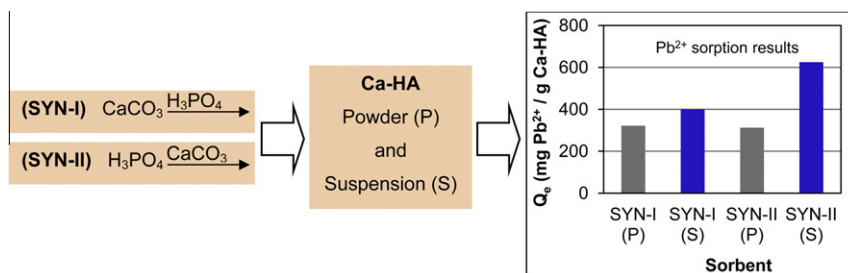 (SYN-I) CaCO₃ H₃PO₄
(SYN-II) H₃PO₄ CaCO₃
Ca-HA
Powder (P)
and
Suspension (S)
Qe (mg Pb²⁺ / g Ca-HA)
800
600
400
200
0
Pb²⁺ sorption results
SYN-I SYN-I SYN-II SYN-II
(P) (S) (P) (S)
Sorbent